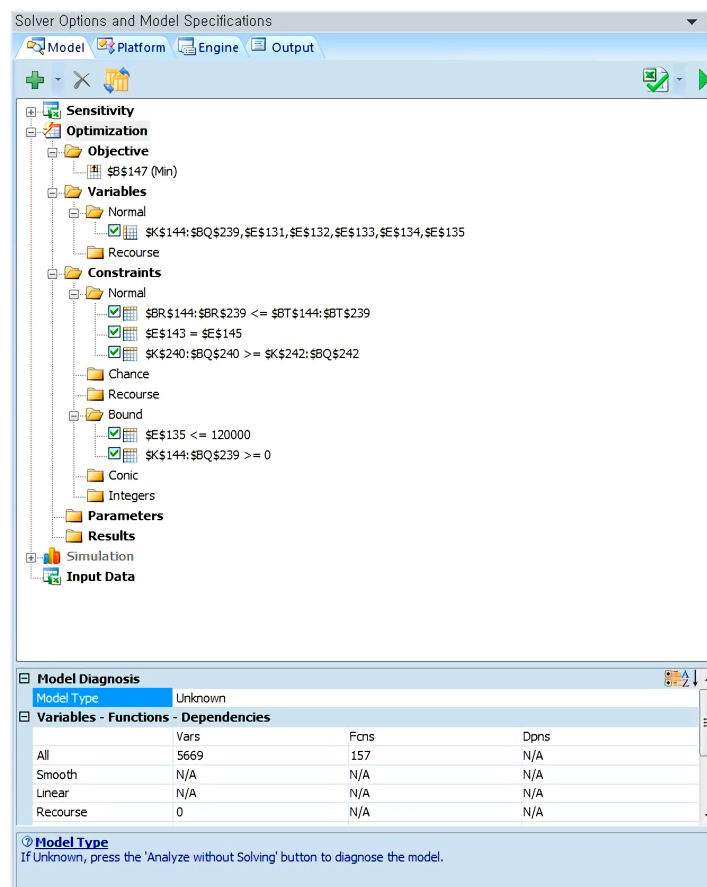 Solver Options and Model Specifications
Model Platform Engine Output
Sensitivity
Optimization
Objective
$B$147 (Min)
Variables
Normal
$K$144:$BQ$239,$E$131,$E$132,$E$133,$E$134,$E$135
Recourse
Constraints
Normal
$BR$144:$BR$239 <= $BT$144:$BT$239
$E$143 = $E$145
$K$240:$BQ$240 >= $K$242:$BQ$242
Chance
Recourse
Bound
$E$135 <= 120000
$K$144:$BQ$239 >= 0
Conic
Integers
Parameters
Results
Simulation
Input Data
Model Diagnosis
Model Type Unknown
Variables - Functions - Dependencies
Vars Fcns Dpns
All 5669 157 N/A
Smooth N/A N/A N/A
Linear N/A N/A N/A
Recourse 0 N/A N/A
Model Type
If Unknown, press the 'Analyze without Solving' button to diagnose the model.